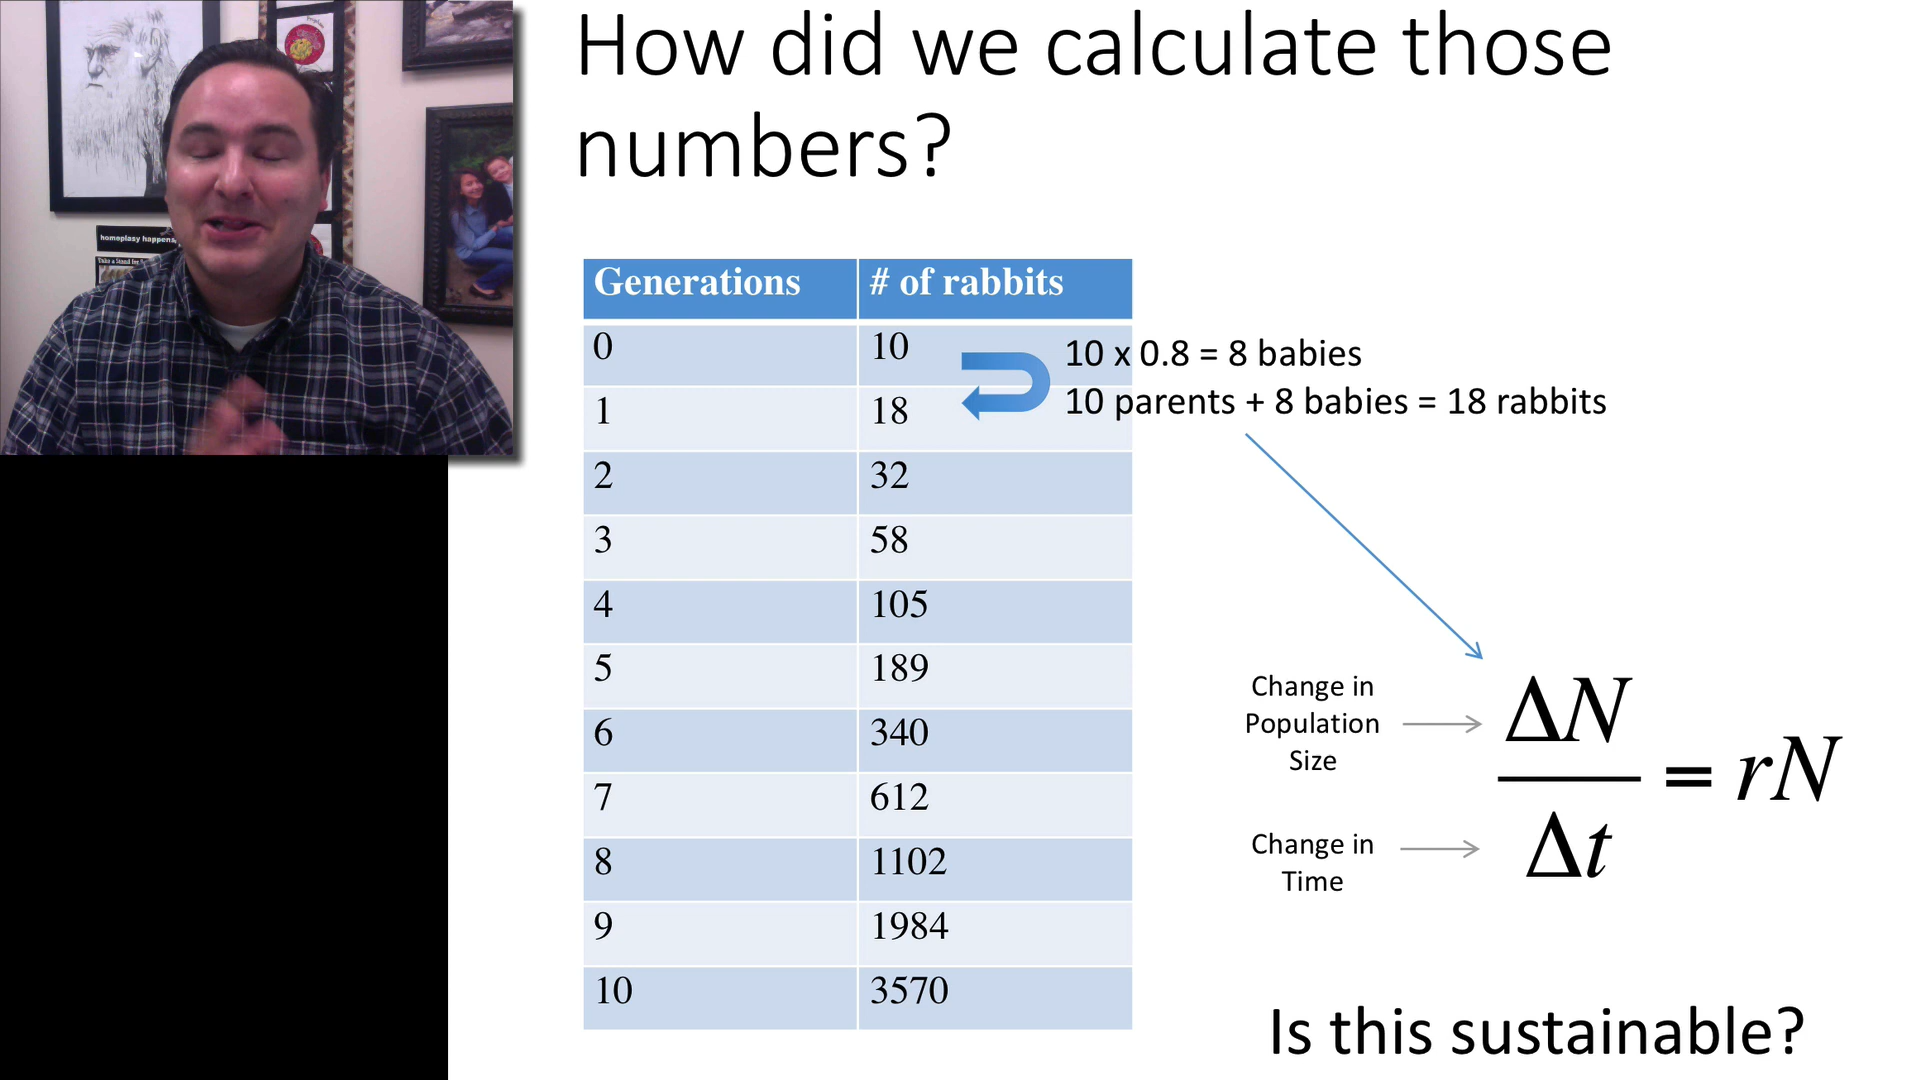 How did we calculate those
numbers?
homoplasy happens
Generations # of rabbits
0 10
10 x 0.8 = 8 babies
10 parents + 8 babies = 18 rabbits
1 18
2 32
3 58
4 105
5 189
6 340
7 612
8 1102
9 1984
10 3570
Change in
Population
Size
ΔN
= rN
Δt
Change in
Time
Is this sustainable?